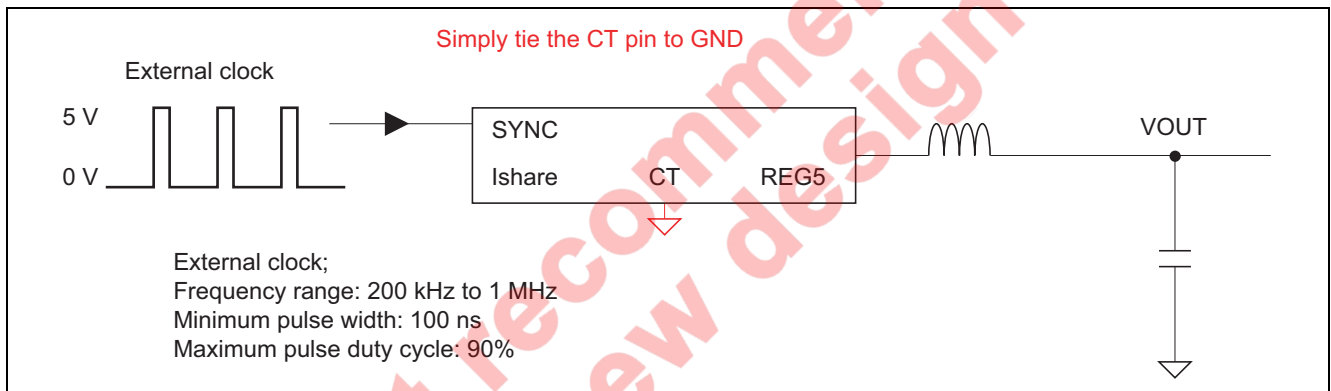 Simply tie the CT pin to GND
External clock
5 V
0 V
SYNC
Ishare CT REG5
VOUT
External clock;
Frequency range: 200 kHz to 1 MHz
Minimum pulse width: 100 ns
Maximum pulse duty cycle: 90%
design